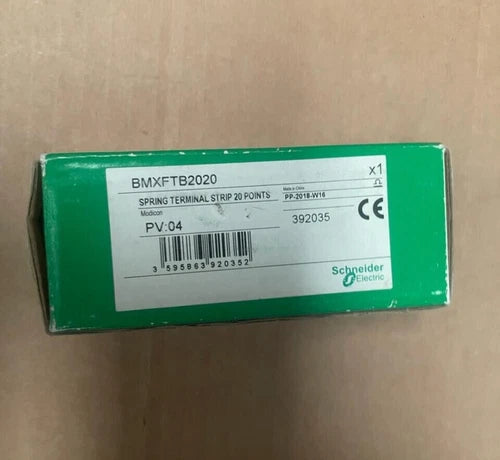 BMXFTB2020
x1
SPRING TERMINAL STRIP 20 POINTS
Modicon
Made in China
PP-2018-W16
PV:04
392035
CE
3 595863 920352
Schneider
Electric